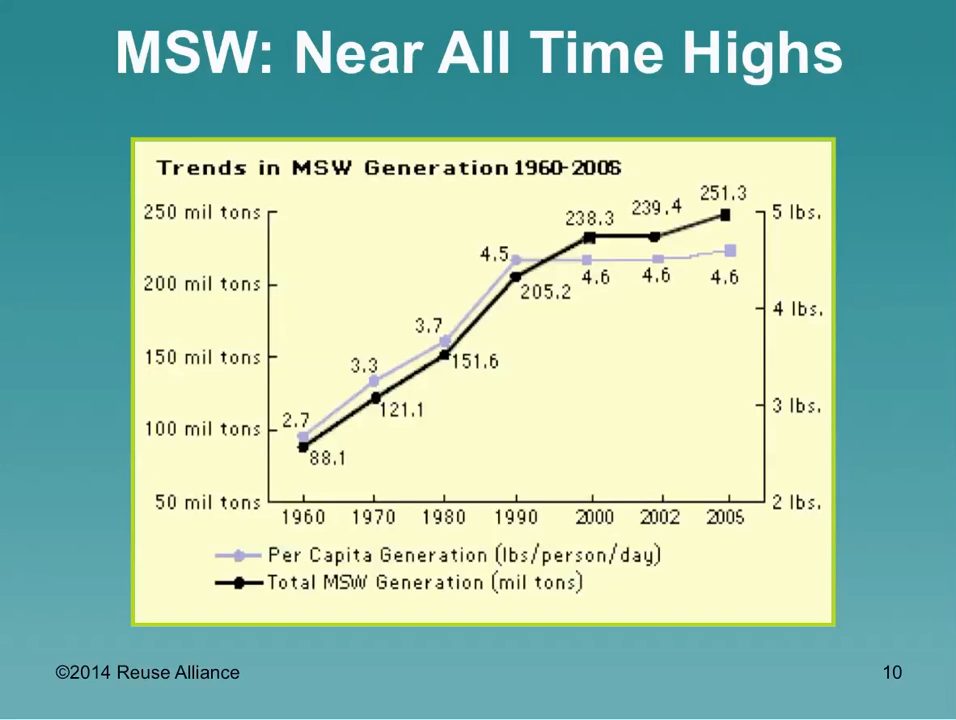 MSW: Near All Time Highs
Trends in MSW Generation
250 mil tons
200 mil tons
150 mil tons
100 mil tons
50 mil tons
5 lbs.
4 lbs.
3 lbs.
2 lbs.
2.7
3.3
3.7
4.5
4.6
4.6
4.6
88.1
121.1
151.6
205.2
238.3
239.4
251.3
1960 1970 1980 1990 2000 2002
Per Capita Generation (lbs/person/day)
Total MSW Generation (mil tons)
©2014 Reuse Alliance
10